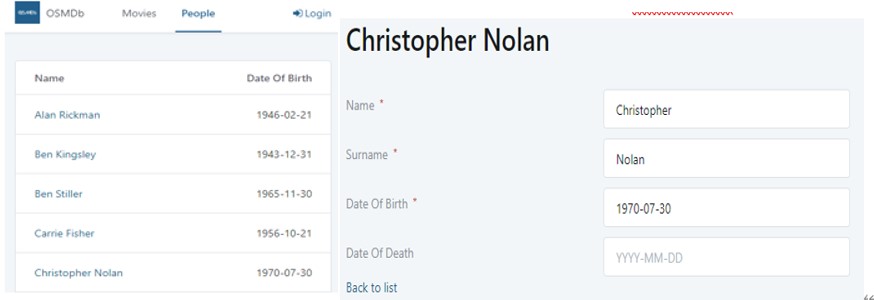 OSMDb Movies People Login
Name Date Of Birth
Alan Rickman 1946-02-21
Ben Kingsley 1943-12-31
Ben Stiller 1965-11-30
Carrie Fisher 1956-10-21
Christopher Nolan 1970-07-30
Christopher Nolan
Name * Christopher
Surname * Nolan
Date Of Birth * 1970-07-30
Date Of Death YYYY-MM-DD
Back to list
“